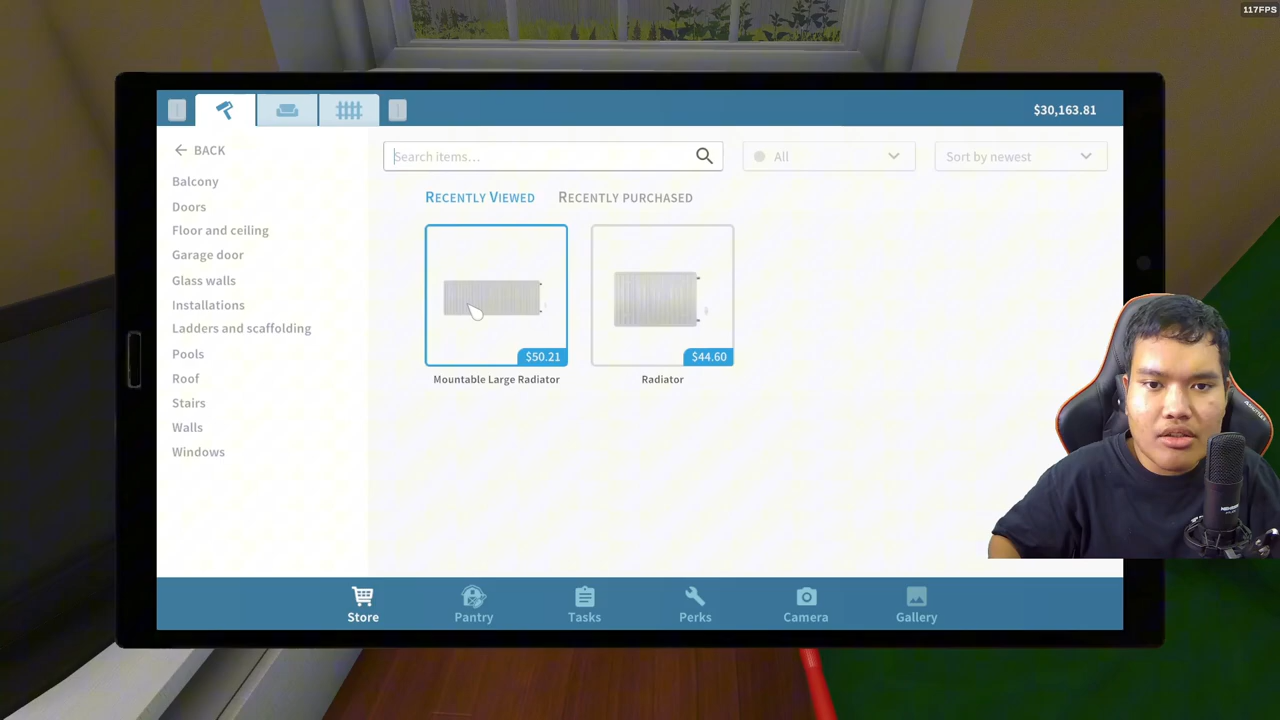 117FPS
$30,163.81
BACK
Search items...
All
Sort by newest
Balcony
Doors
Floor and ceiling
Garage door
Glass walls
Installations
Ladders and scaffolding
Pools
Roof
Stairs
Walls
Windows
RECENTLY VIEWED
RECENTLY PURCHASED
$50.21
$44.60
Mountable Large Radiator
Radiator
Store
Pantry
Tasks
Perks
Camera
Gallery